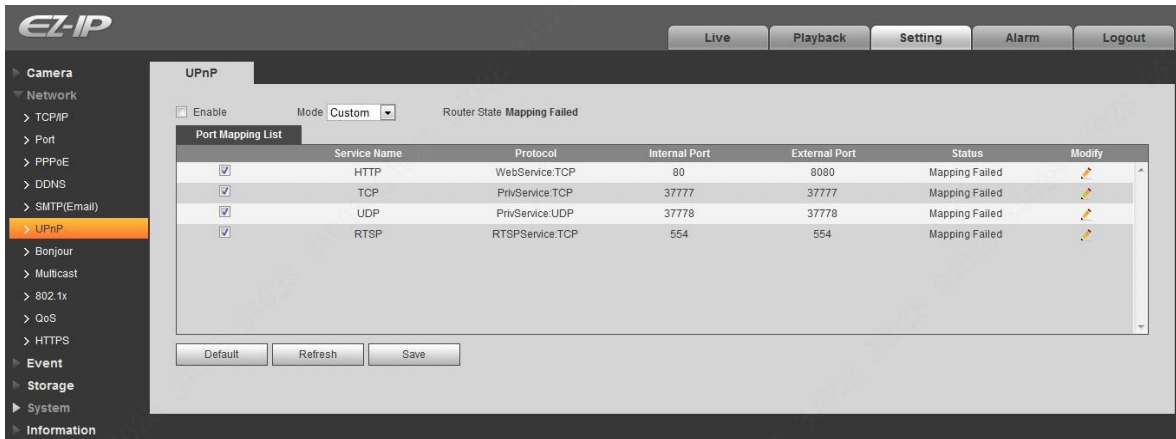 EZ-IP
Live Playback Setting Alarm Logout
Camera
Network
TCP/IP
Port
PPPoE
DDNS
SMTP(Email)
UPnP
Bonjour
Multicast
802.1x
QoS
HTTPS
Event
Storage
System
Information
UPnP
Enable Mode Custom Router State Mapping Failed
Port Mapping List
Service Name Protocol Internal Port External Port Status Modify
HTTP WebService:TCP 80 8080 Mapping Failed
TCP PrivService:TCP 37777 37777 Mapping Failed
UDP PrivService:UDP 37778 37778 Mapping Failed
RTSP RTSPService:TCP 554 554 Mapping Failed
Default Refresh Save